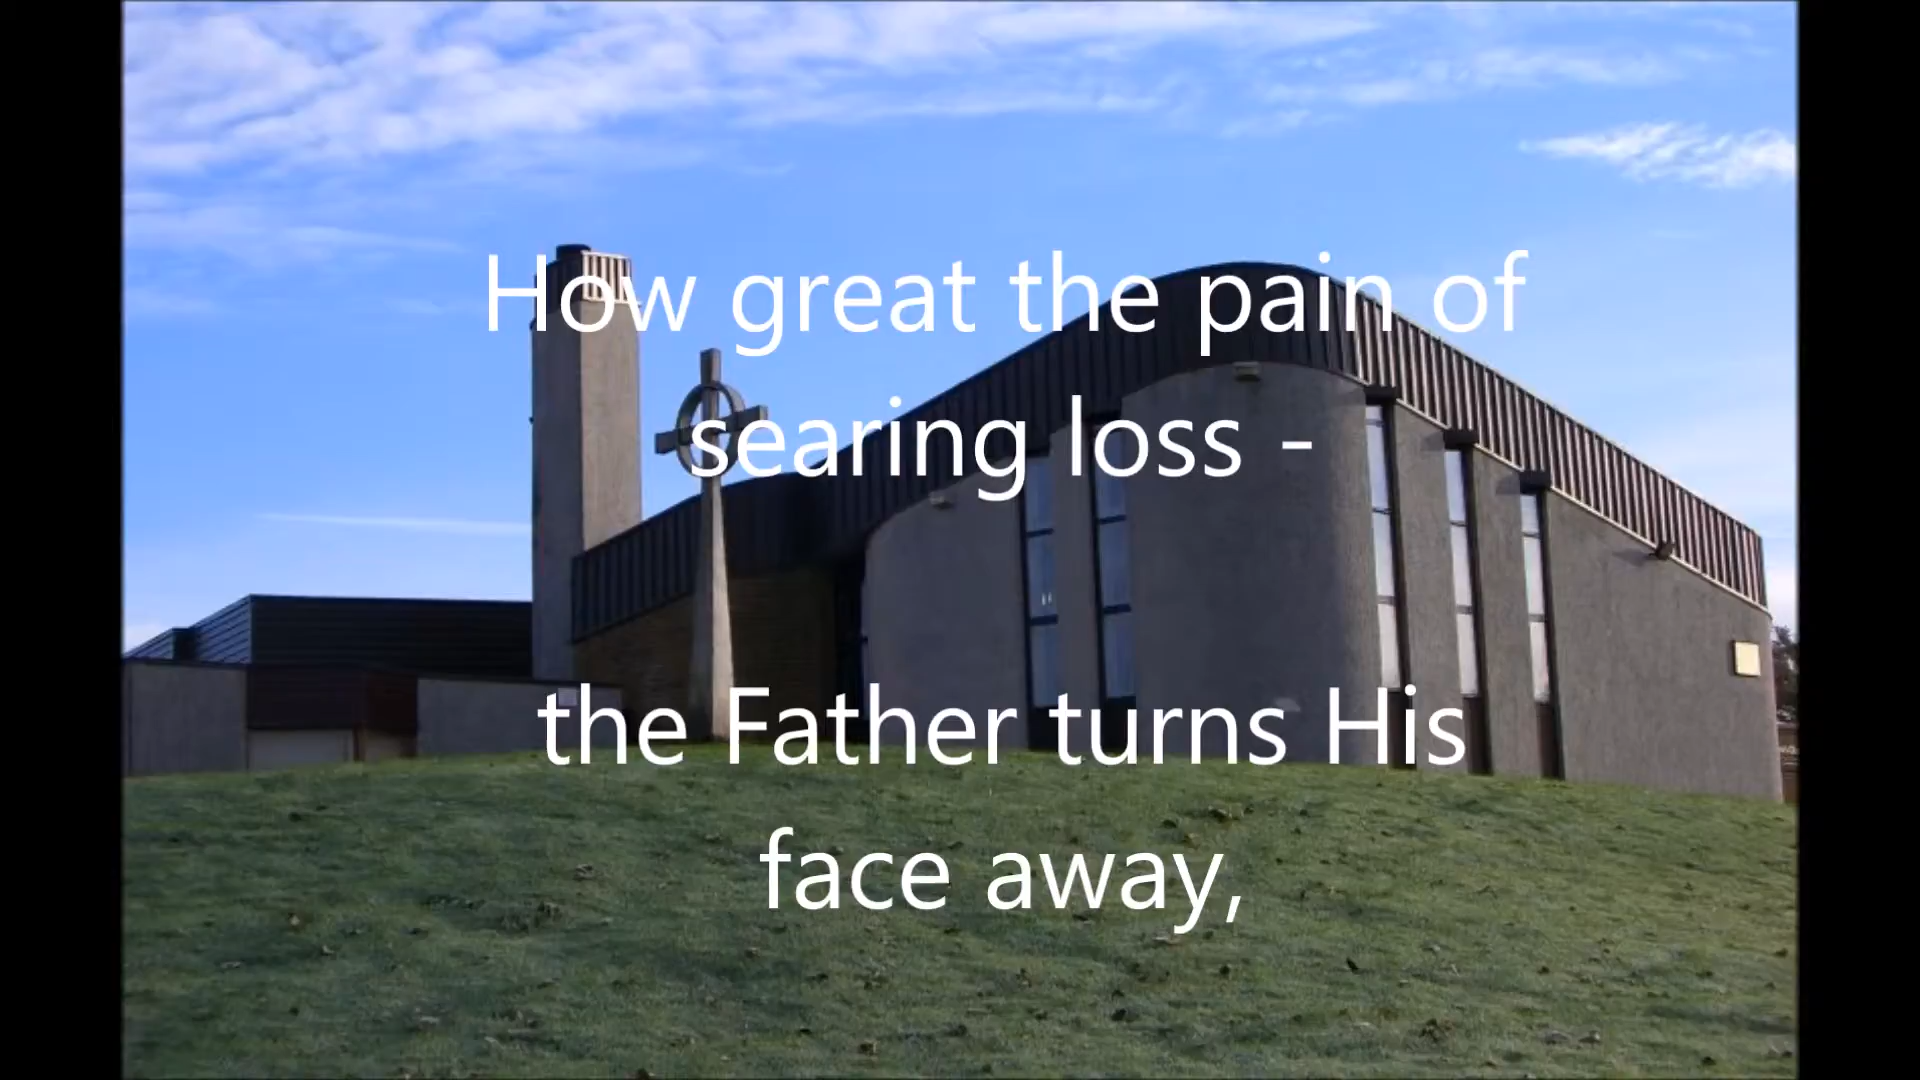 How great the pain of
searing loss -
the Father turns His
face away,